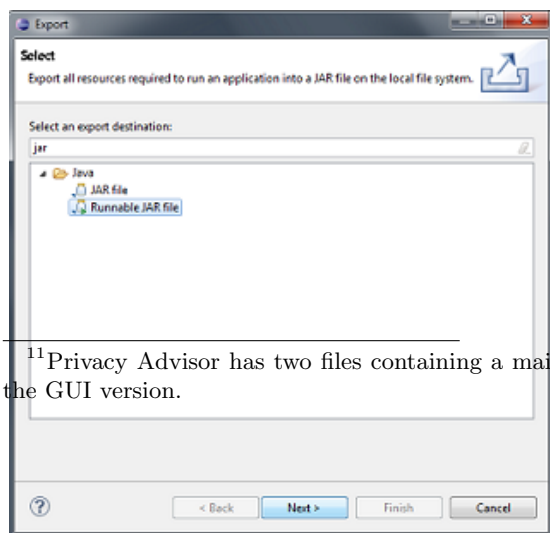 Export
Select
Export all resources required to run an application into a JAR file on the local file system.
Select an export destination:
jar
Java
JAR file
Runnable JAR file
11Privacy Advisor has two files containing a mai
the GUI version.
?
< Back Next > Finish Cancel